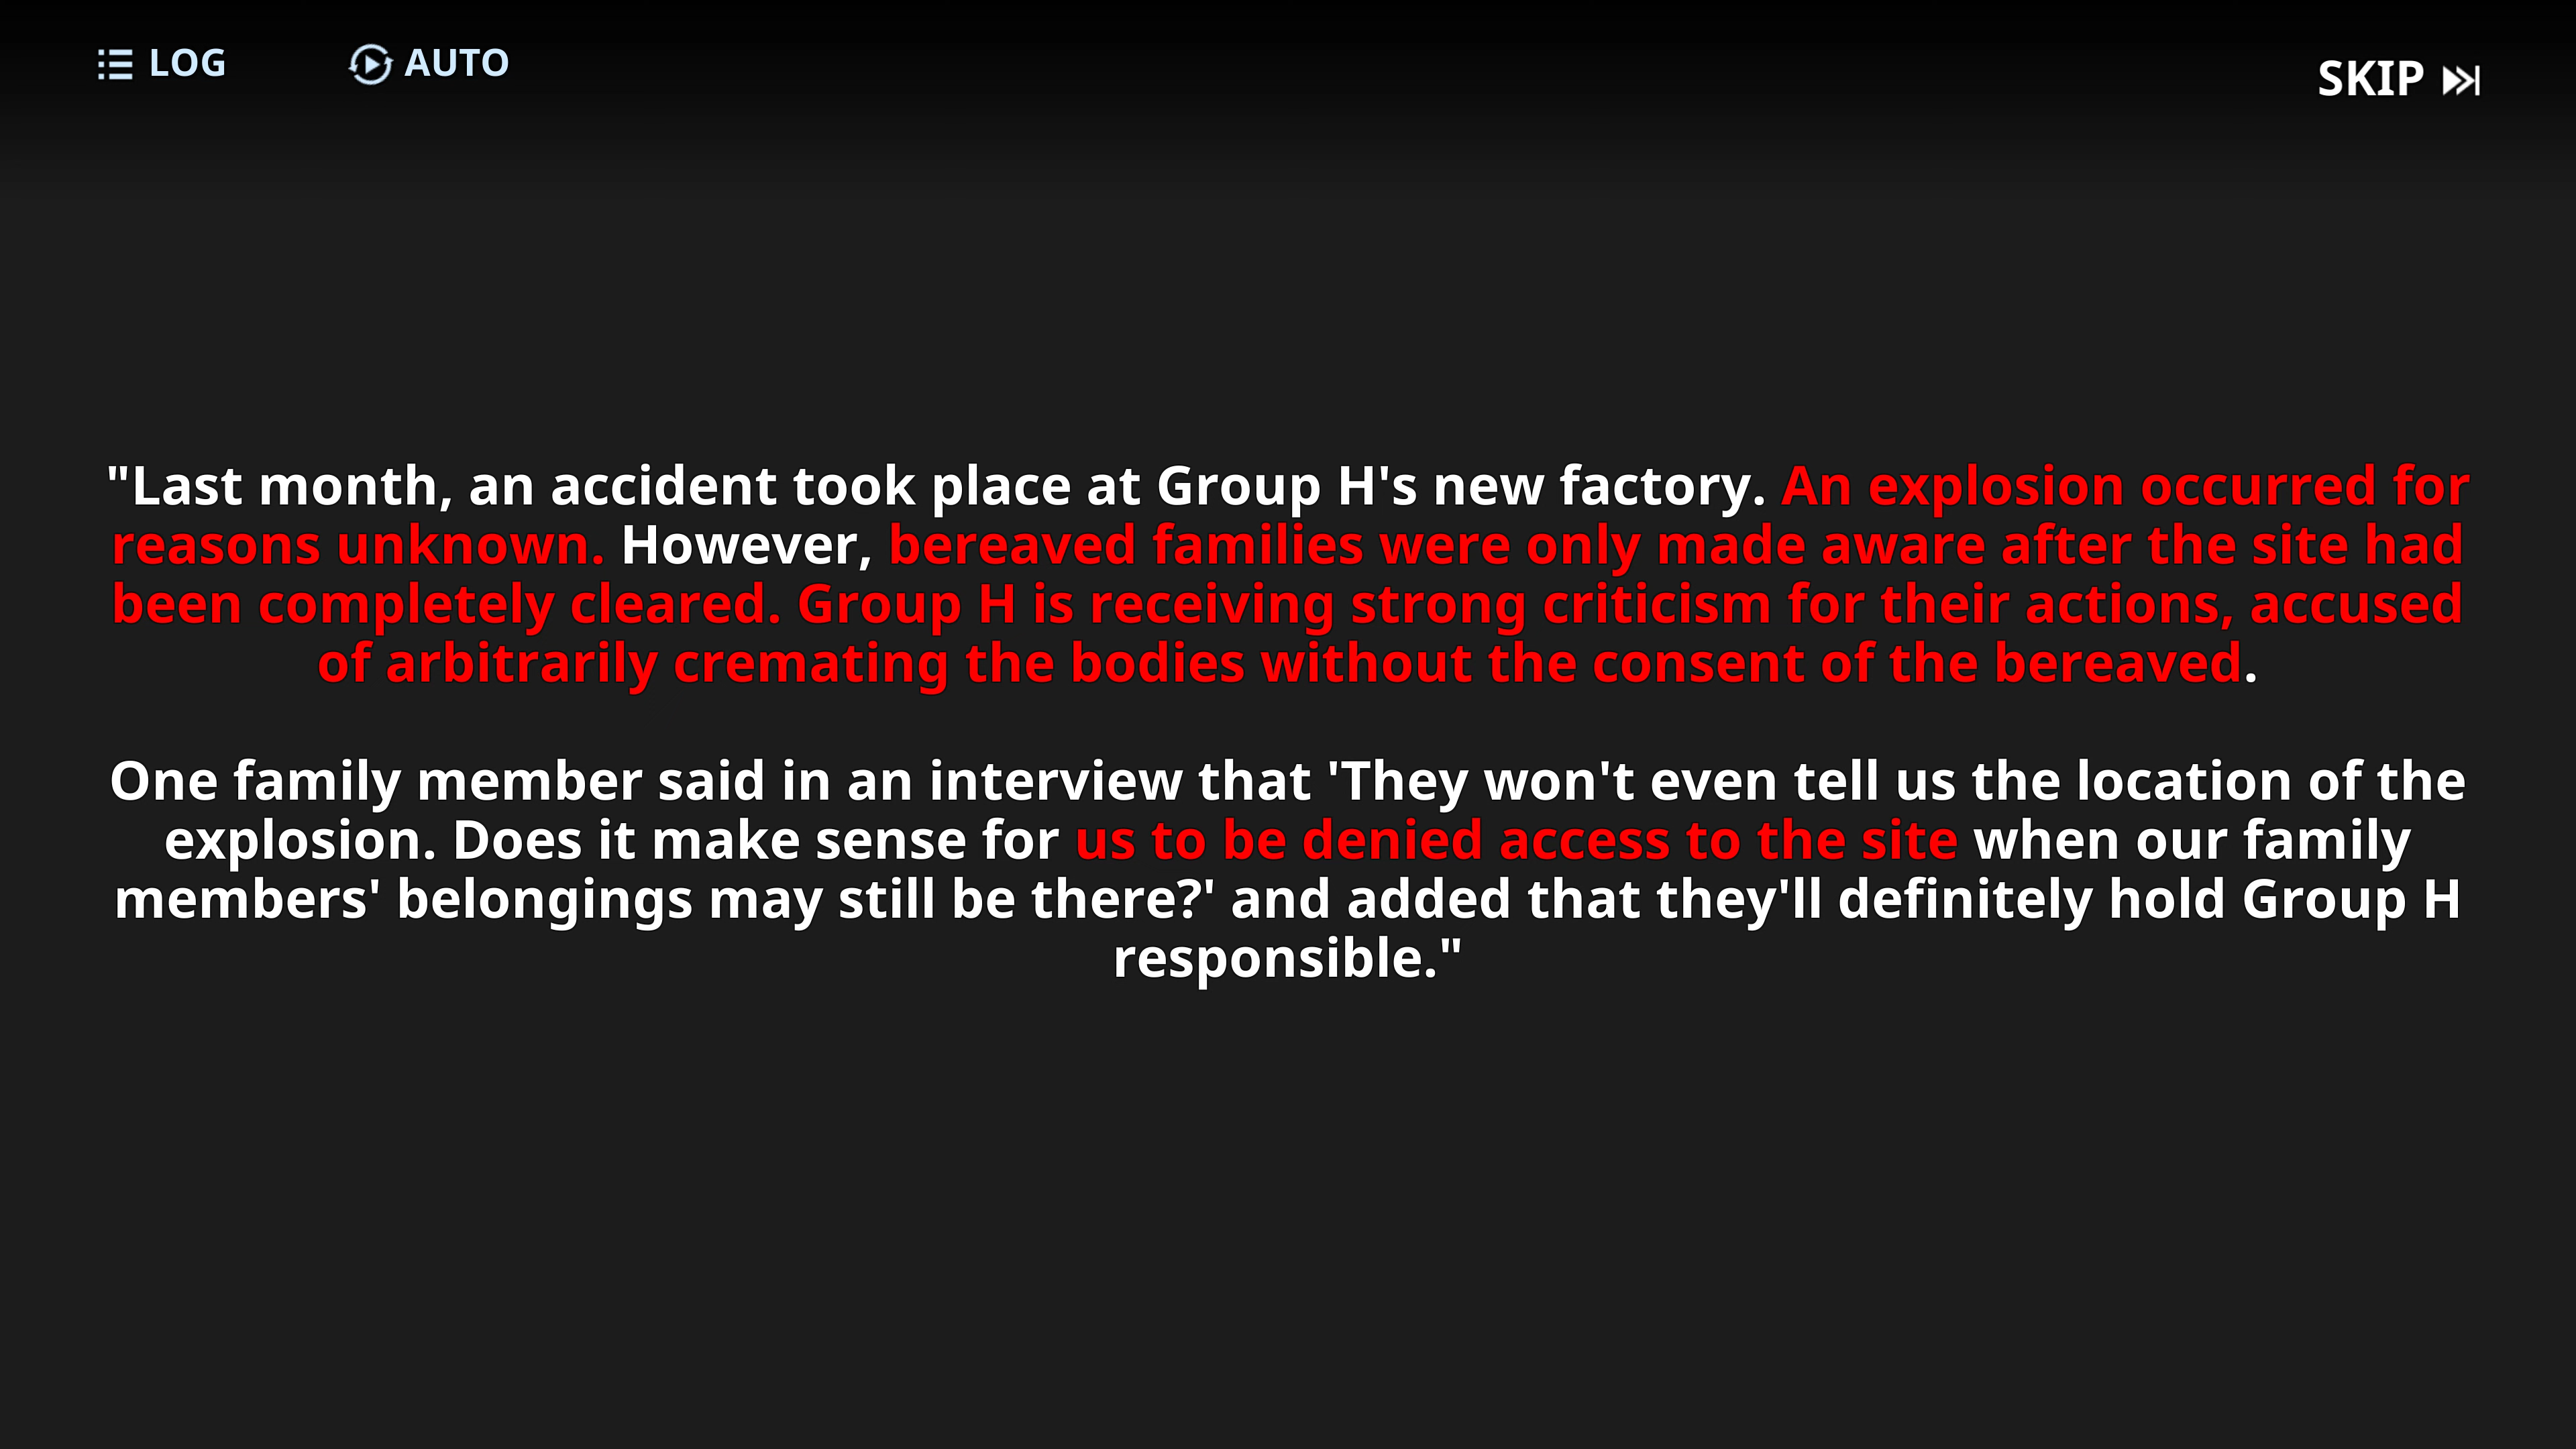 LOG
AUTO
SKIP
"Last month, an accident took place at Group H's new factory. An explosion occurred for
reasons unknown. However, bereaved families were only made aware after the site had
been completely cleared. Group H is receiving strong criticism for their actions, accused
of arbitrarily cremating the bodies without the consent of the bereaved.
One family member said in an interview that 'They won't even tell us the location of the
explosion. Does it make sense for us to be denied access to the site when our family
members' belongings may still be there?' and added that they'll definitely hold Group H
responsible."